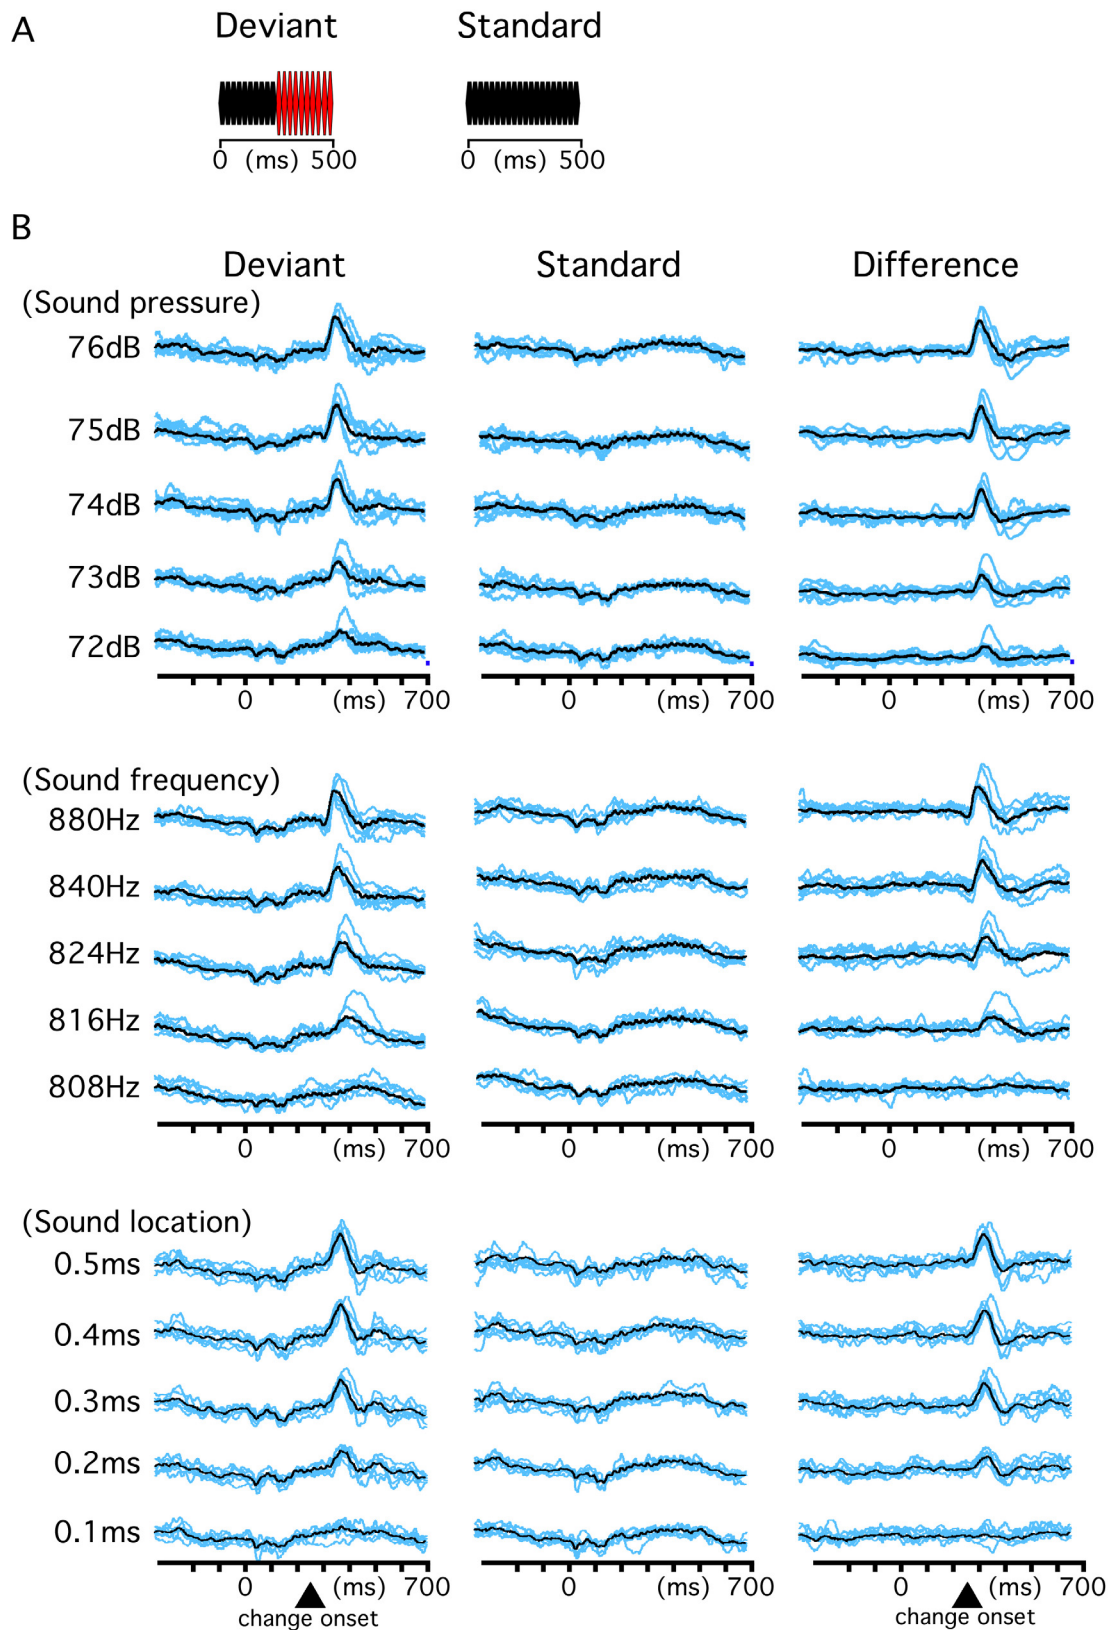 A
Deviant Standard
0 (ms) 500 0 (ms) 500
B
Deviant Standard Difference
(Sound pressure)
76dB
75dB
74dB
73dB
72dB
0 (ms) 700 0 (ms) 700 0 (ms) 700
(Sound frequency)
880Hz
840Hz
824Hz
816Hz
808Hz
0 (ms) 700 0 (ms) 700 0 (ms) 700
(Sound location)
0.5ms
0.4ms
0.3ms
0.2ms
0.1ms
0 (ms) 700 0 (ms) 700 0 (ms) 700
change onset change onset